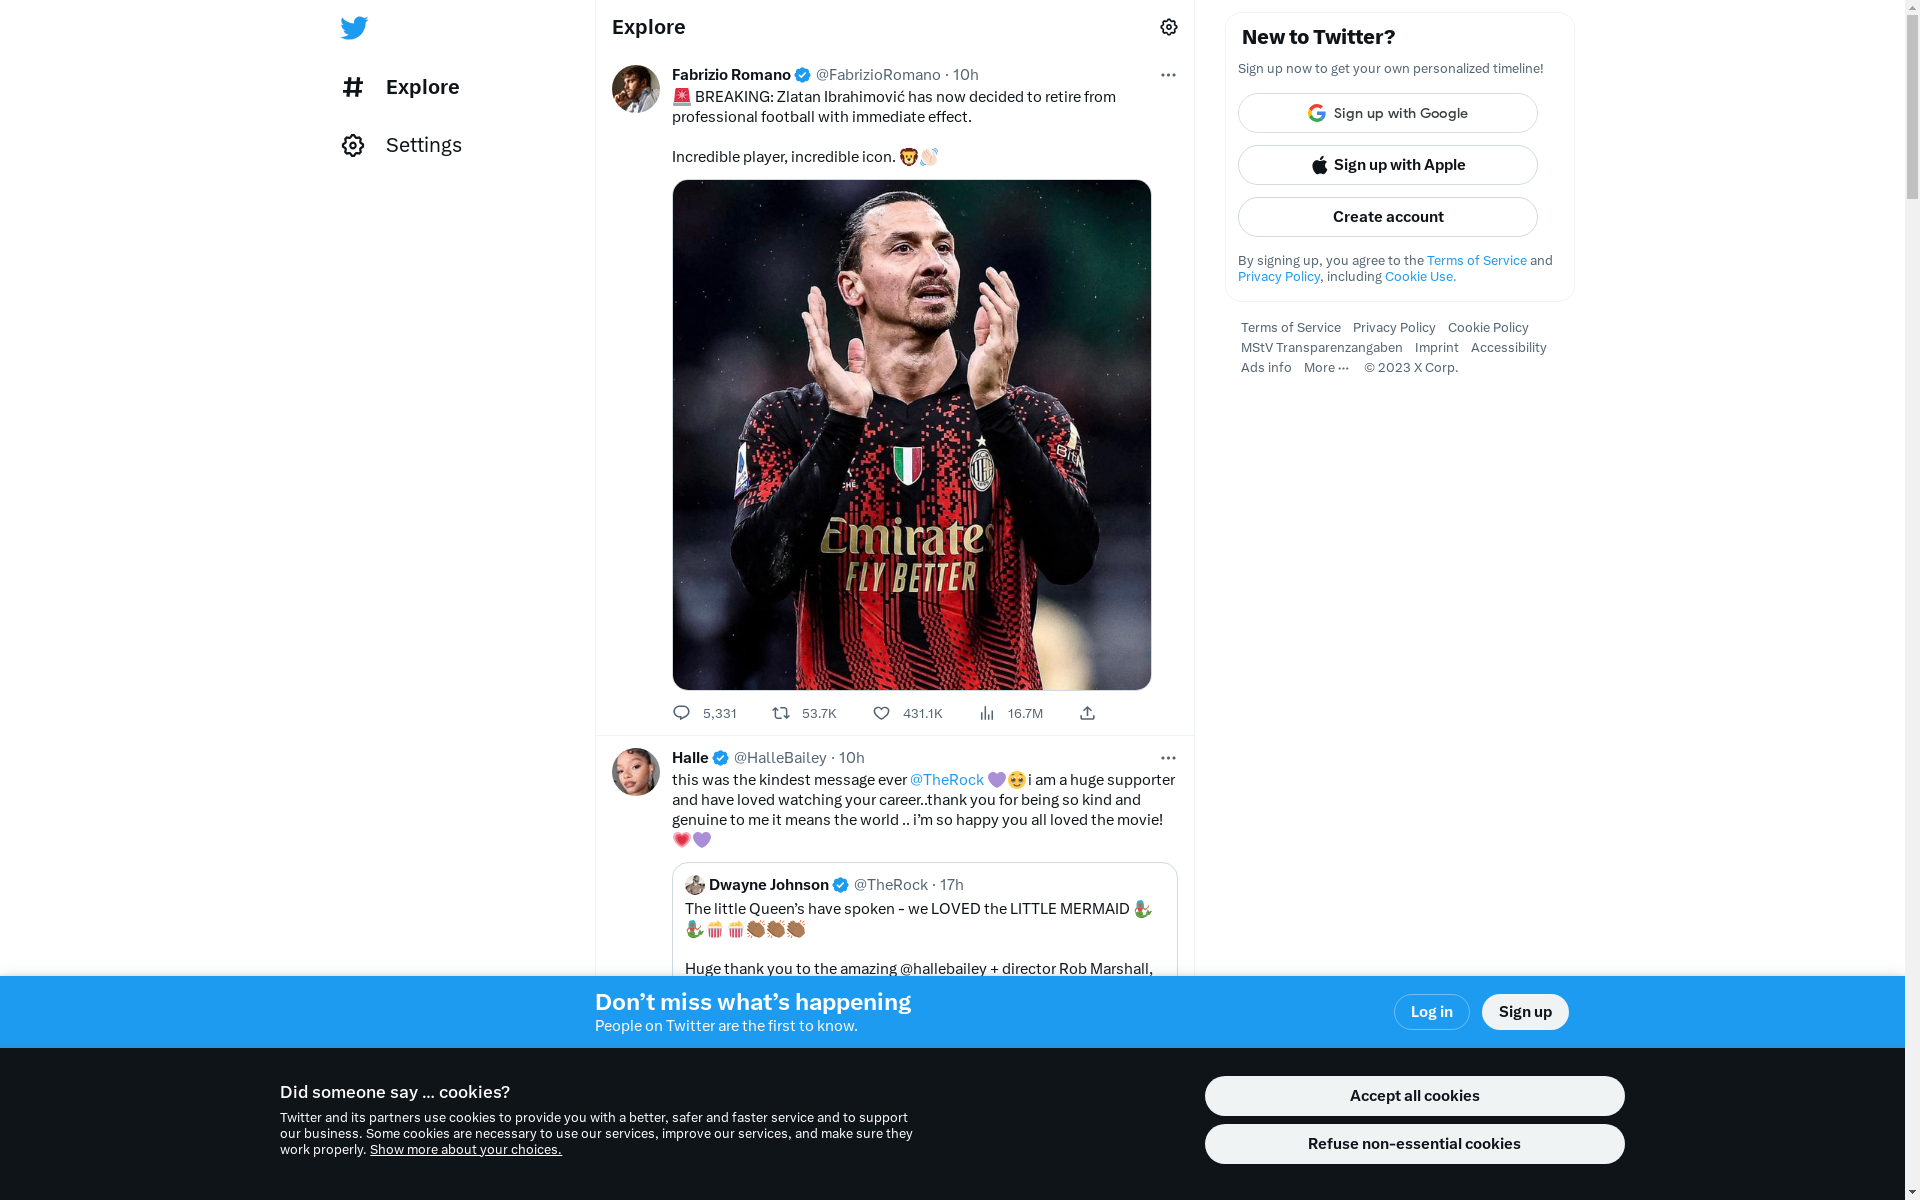 Explore
Settings
Explore
Fabrizio Romano @FabrizioRomano · 10h
🚨 BREAKING: Zlatan Ibrahimović has now decided to retire from
professional football with immediate effect.
Incredible player, incredible icon. 🦁👏🏻
Emirates
FLY BETTER
5,331 53.7K 431.1K 16.7M
Halle @HalleBailey · 10h
this was the kindest message ever @TheRock 💜🥹i am a huge supporter
and have loved watching your career..thank you for being so kind and
genuine to me it means the world .. i’m so happy you all loved the movie!
💗💜
Dwayne Johnson @TheRock · 17h
The little Queen’s have spoken - we LOVED the LITTLE MERMAID 🧜🏾‍♀️
🧜🏾‍♀️🍿🍿👏🏾👏🏾👏🏾
Huge thank you to the amazing @hallebailey + director Rob Marshall,
New to Twitter?
Sign up now to get your own personalized timeline!
Sign up with Google
Sign up with Apple
Create account
By signing up, you agree to the Terms of Service and
Privacy Policy, including Cookie Use.
Terms of Service Privacy Policy Cookie Policy
MStV Transparenzangaben Imprint Accessibility
Ads info More ··· © 2023 X Corp.
Don’t miss what’s happening
People on Twitter are the first to know.
Log in
Sign up
Did someone say … cookies?
Twitter and its partners use cookies to provide you with a better, safer and faster service and to support
our business. Some cookies are necessary to use our services, improve our services, and make sure they
work properly. Show more about your choices.
Accept all cookies
Refuse non-essential cookies